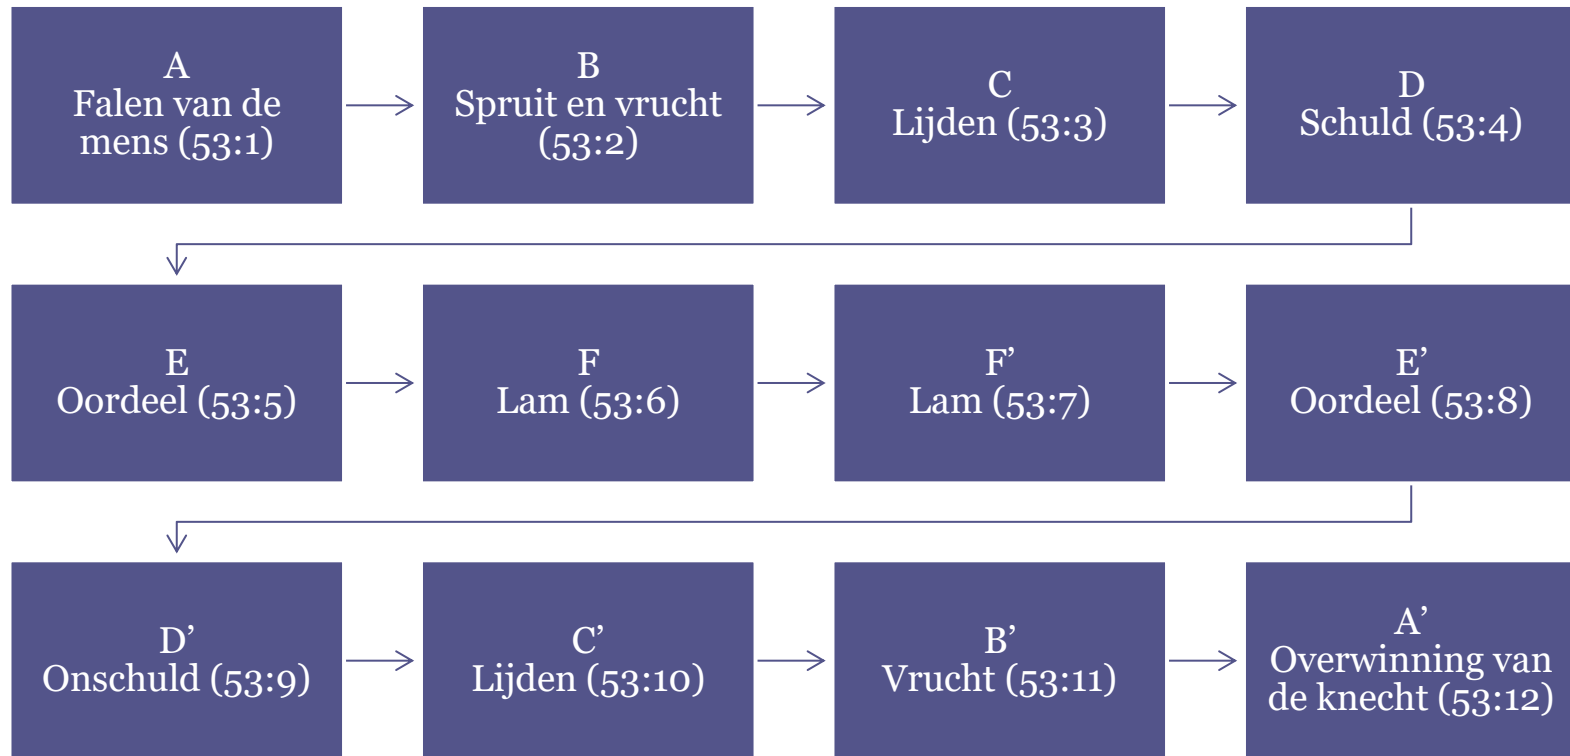 A
Falen van de
mens (53:1)
B
Spruit en vrucht
(53:2)
C
Lijden (53:3)
D
Schuld (53:4)
E
Oordeel (53:5)
F
Lam (53:6)
F’
Lam (53:7)
E’
Oordeel (53:8)
D’
Onschuld (53:9)
C’
Lijden (53:10)
B’
Vrucht (53:11)
A’
Overwinning van
de knecht (53:12)